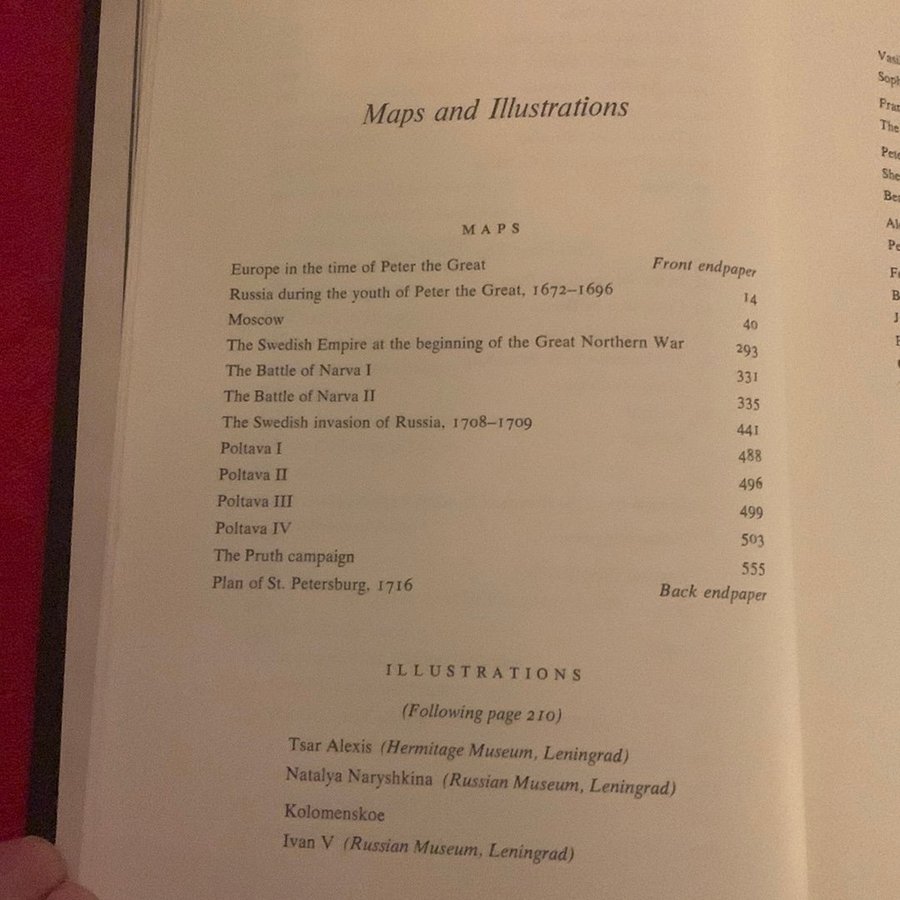 Maps and Illustrations
MAPS
Europe in the time of Peter the Great Front endpaper
Russia during the youth of Peter the Great, 1672–1696 14
Moscow 40
The Swedish Empire at the beginning of the Great Northern War 293
The Battle of Narva I 331
The Battle of Narva II 335
The Swedish invasion of Russia, 1708–1709 441
Poltava I 488
Poltava II 496
Poltava III 499
Poltava IV 503
The Pruth campaign 555
Plan of St. Petersburg, 1716 Back endpaper
ILLUSTRATIONS
(Following page 210)
Tsar Alexis (Hermitage Museum, Leningrad)
Natalya Naryshkina (Russian Museum, Leningrad)
Kolomenskoe
Ivan V (Russian Museum, Leningrad)
The